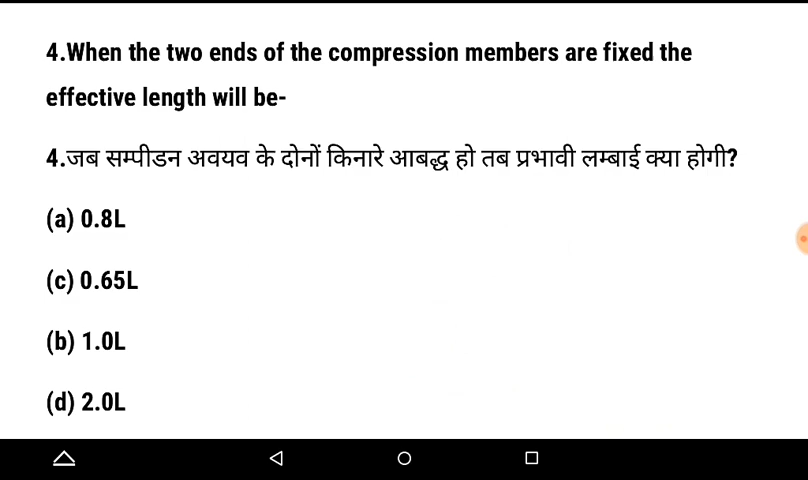 4.When the two ends of the compression members are fixed the
effective length will be-
4.जब सम्पीडन अवयव के दोनों किनारे आबद्ध हो तब प्रभावी लम्बाई क्या होगी?
(a) 0.8L
(c) 0.65L
(b) 1.0L
(d) 2.0L